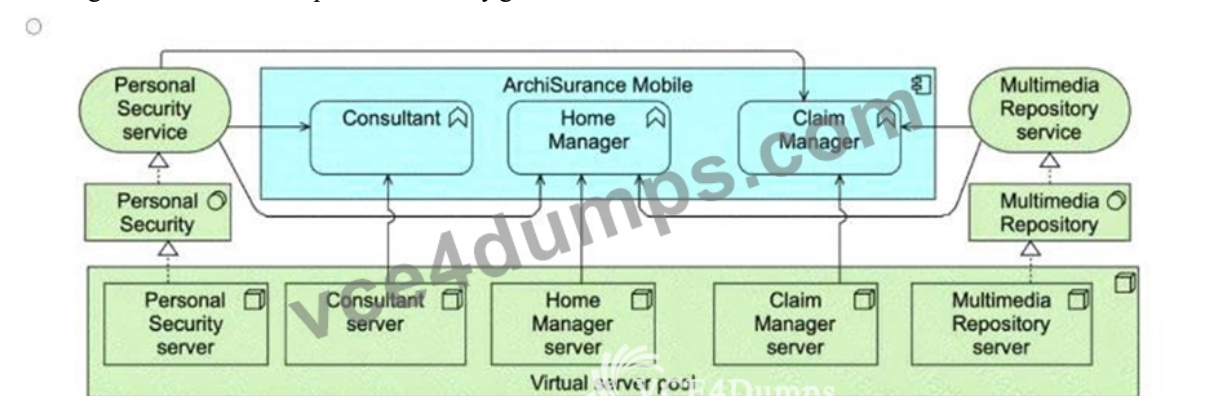 ArchiSurance Mobile
Personal
Security
service
Consultant
Home
Manager
Claim
Manager
Multimedia
Repository
service
Personal
Security
Multimedia
Repository
vce4dumps.com
Personal
Security
server
Consultant
server
Home
Manager
server
Claim
Manager
server
Multimedia
Repository
server
Virtual server pool
VCE4Dumps